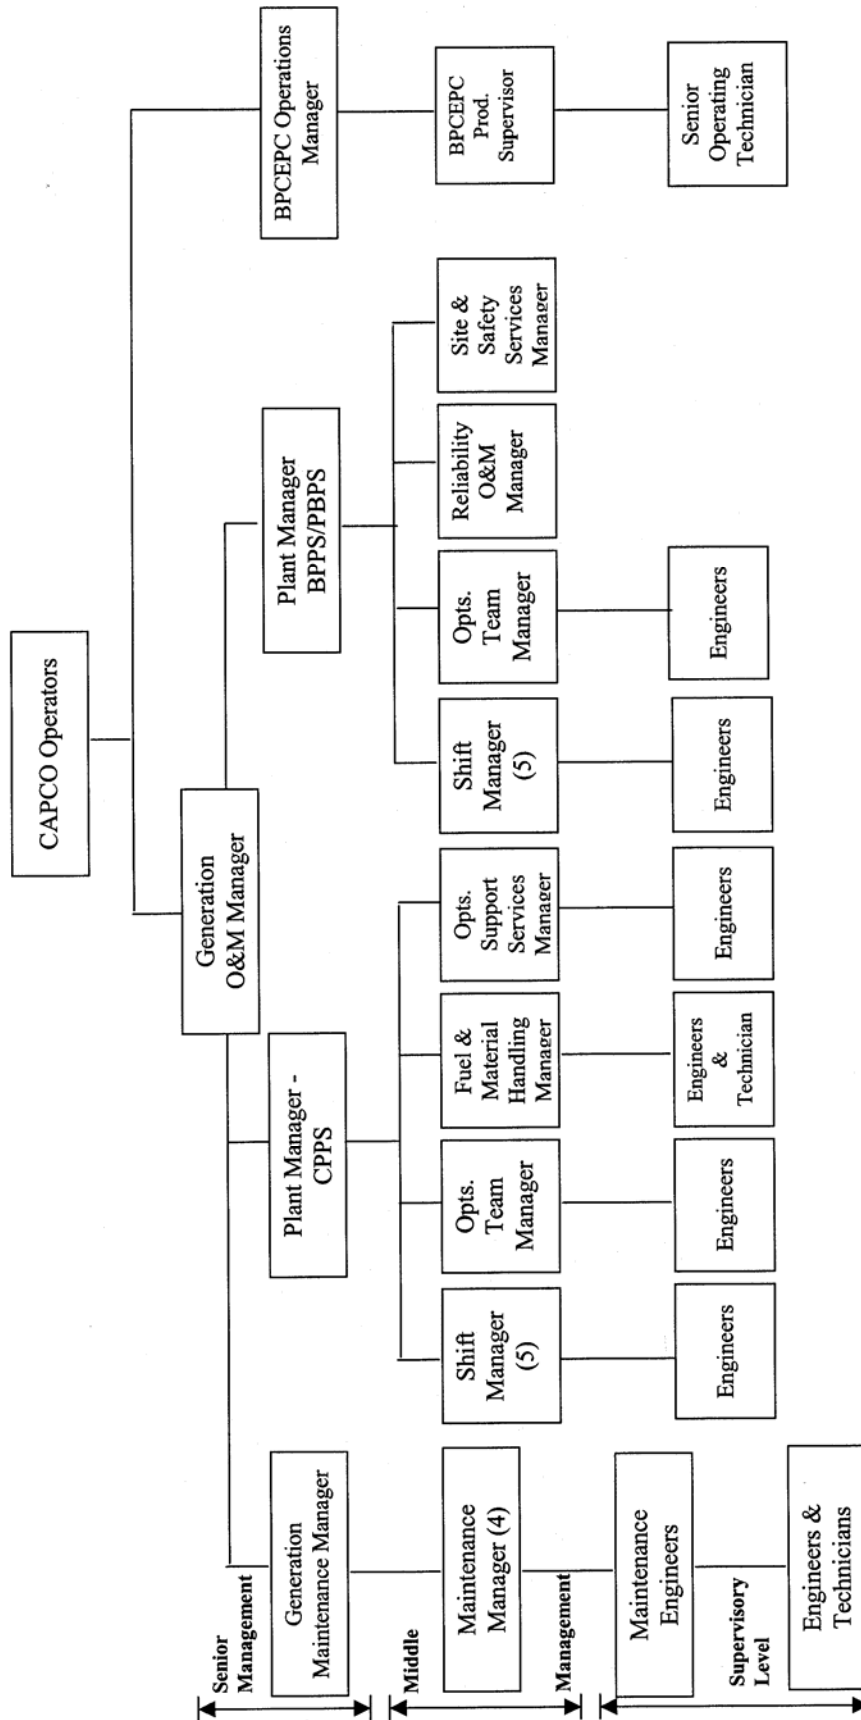 CAPCO Operators
Generation
O&M Manager
Senior
Management
Generation
Maintenance Manager
Plant Manager -
CPPS
Plant Manager
BPPS/PBPS
BPCEPC Operations
Manager
Middle
Management
Maintenance
Manager (4)
Shift
Manager
(5)
Opts.
Team
Manager
Fuel &
Material
Handling
Manager
Opts.
Support
Services
Manager
Shift
Manager
(5)
Opts.
Team
Manager
Reliability
O&M
Manager
Site &
Safety
Services
Manager
BPCEPC
Prod.
Supervisor
Supervisory
Level
Maintenance
Engineers
Engineers
Engineers
Engineers
&
Technician
Engineers
Engineers
Engineers
Senior
Operating
Technician
Engineers &
Technicians